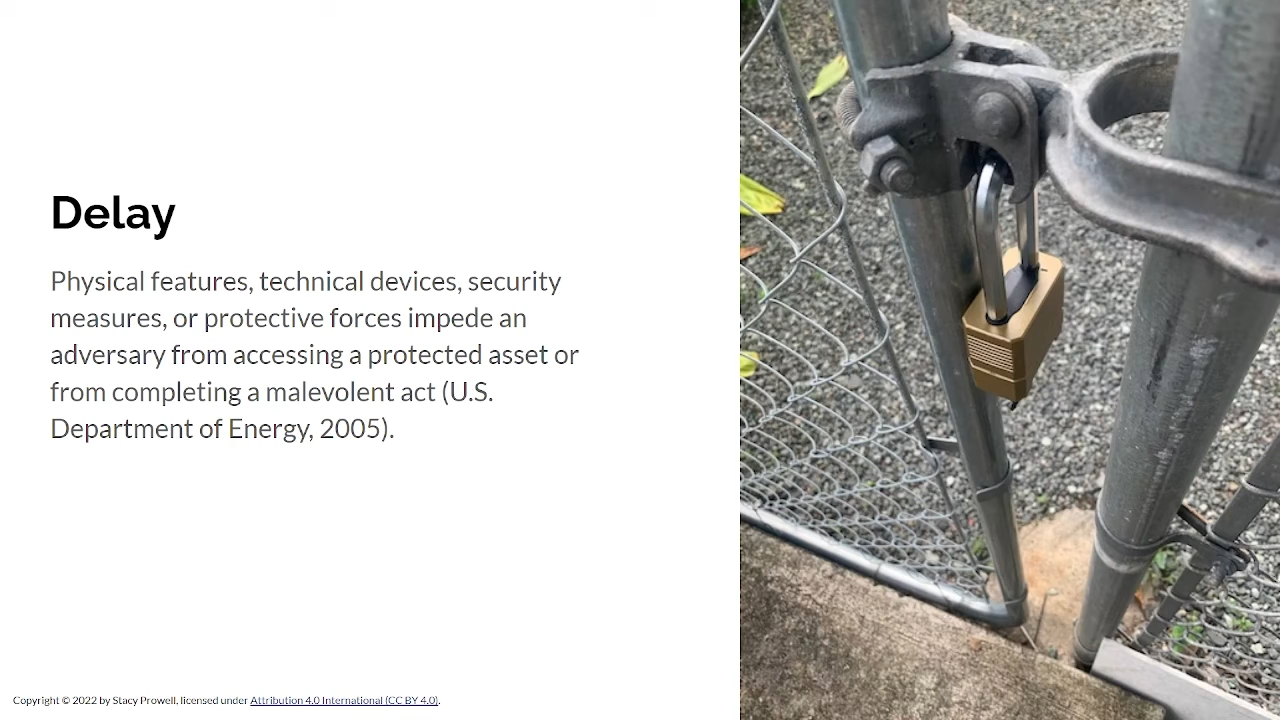 Delay
Physical features, technical devices, security
measures, or protective forces impede an
adversary from accessing a protected asset or
from completing a malevolent act (U.S.
Department of Energy, 2005).
Copyright © 2022 by Stacy Prowell, licensed under Attribution 4.0 International (CC BY 4.0).